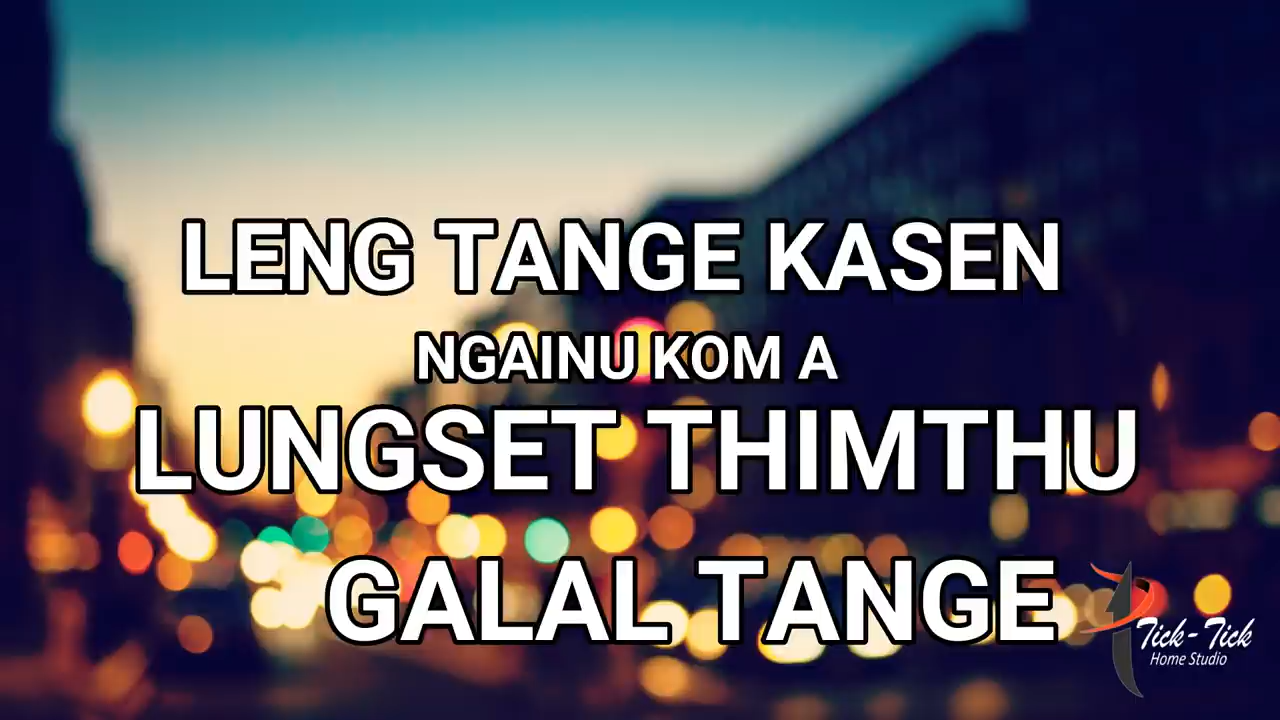 LENG TANGE KASEN
NGAINU KOM A
LUNGSET THIMTHU
GALAL TANGE
Tick-Tick
Home Studio